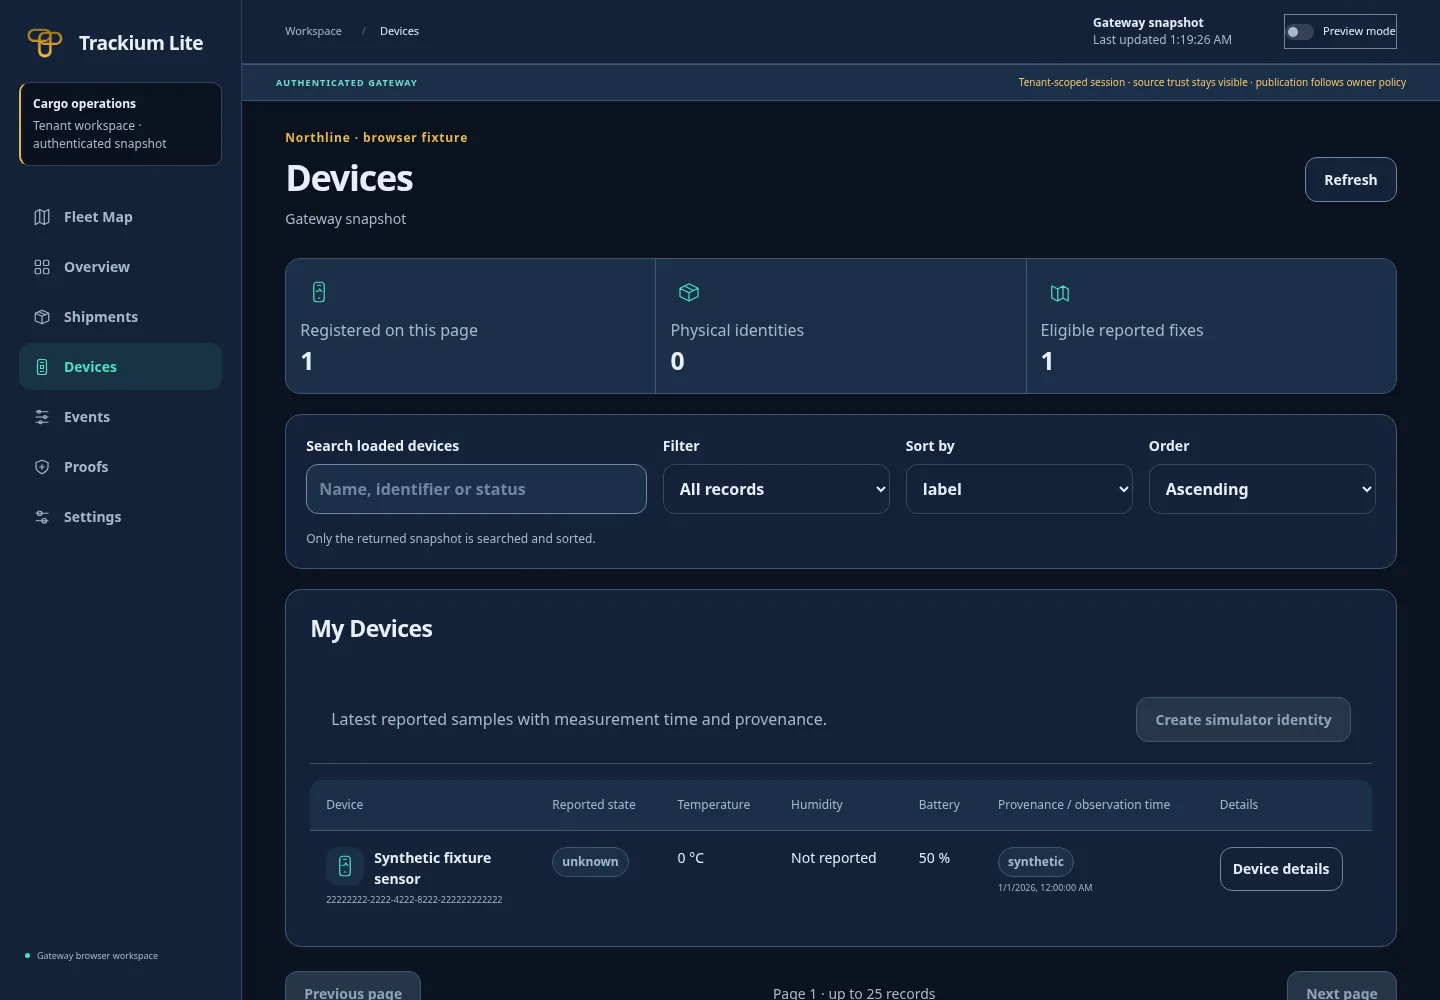 Trackium Lite
Cargo operations
Tenant workspace ·
authenticated snapshot
Fleet Map
Overview
Shipments
Devices
Events
Proofs
Settings
Gateway browser workspace
Workspace / Devices
Gateway snapshot
Last updated 1:19:26 AM
Preview mode
AUTHENTICATED GATEWAY
Tenant-scoped session · source trust stays visible · publication follows owner policy
Northline · browser fixture
Devices
Gateway snapshot
Refresh
Registered on this page
1
Physical identities
0
Eligible reported fixes
1
Search loaded devices
Name, identifier or status
Filter
All records
Sort by
label
Order
Ascending
Only the returned snapshot is searched and sorted.
My Devices
Latest reported samples with measurement time and provenance.
Create simulator identity
Device Reported state Temperature Humidity Battery Provenance / observation time Details
Synthetic fixture
sensor
22222222-2222-4222-8222-222222222222
unknown
0 °C
Not reported
50 %
synthetic
1/1/2026, 12:00:00 AM
Device details
Previous page
Page 1 · up to 25 records
Next page